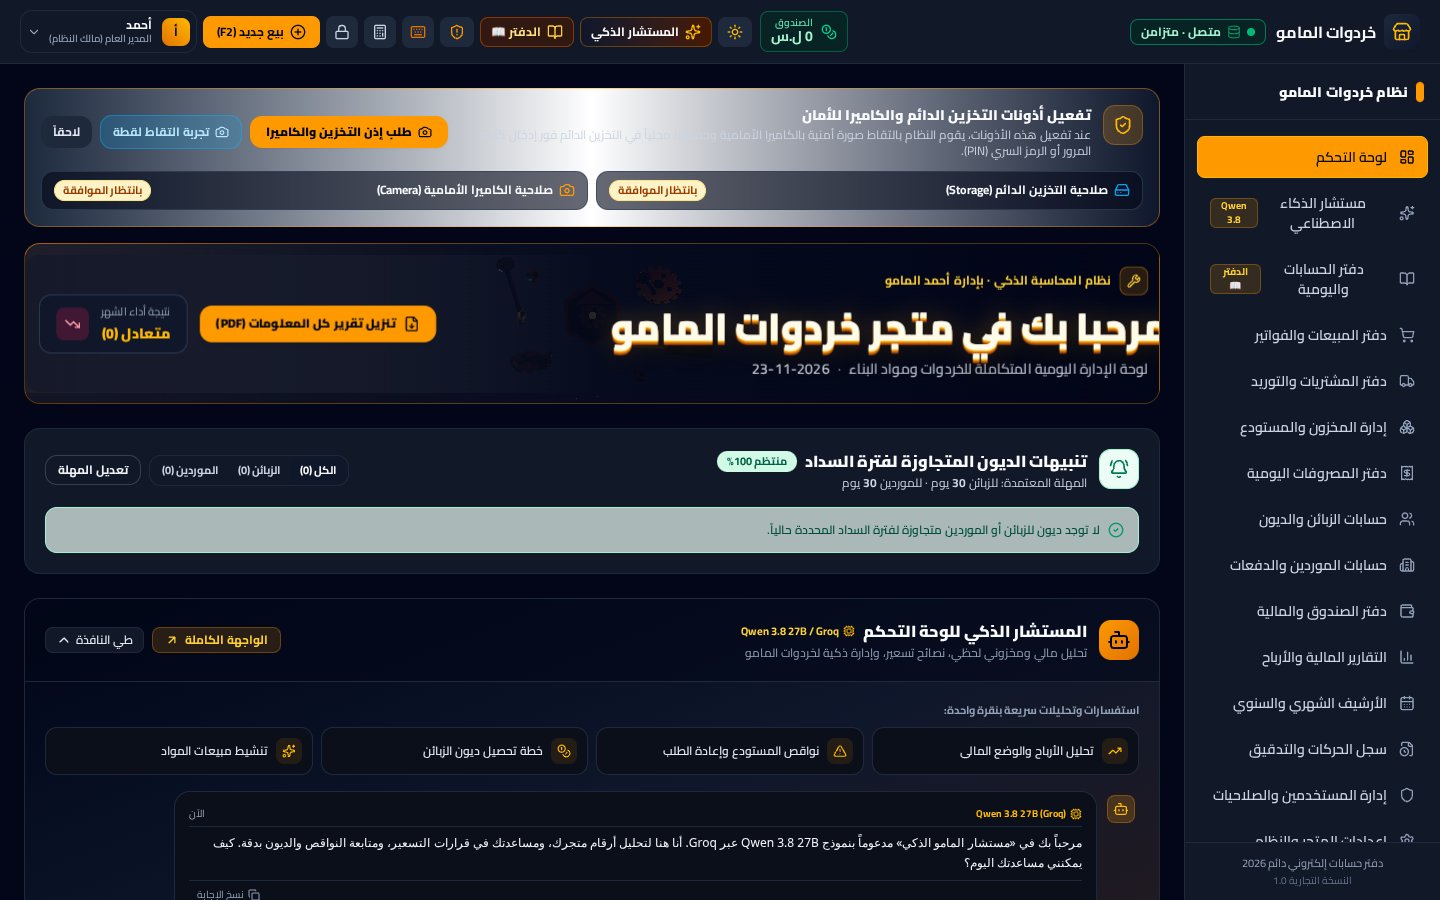 خردوات المامو
متصل · متزامن
الصندوق
0 ل.س
المستشار الذكي
الدفتر 📖
بيع جديد (F2)
أ
أحمد
المدير العام (مالك النظام)
نظام خردوات المامو
لوحة التحكم
مستشار الذكاء الاصطناعي
Qwen 3.8
دفتر الحسابات واليومية
الدفتر 📖
دفتر المبيعات والفواتير
دفتر المشتريات والتوريد
إدارة المخزون والمستودع
دفتر المصروفات اليومية
حسابات الزبائن والديون
حسابات الموردين والدفعات
دفتر الصندوق والمالية
التقارير المالية والأرباح
الأرشيف الشهري والسنوي
سجل الحركات والتدقيق
إدارة المستخدمين والصلاحيات
إعدادات المتجر والنظام
دفتر حسابات إلكتروني دائم 2026
النسخة التجارية 1.0
تفعيل أذونات التخزين الدائم والكاميرا للأمان
عند تفعيل هذه الأذونات، يقوم النظام بالتقاط صورة أمنية بالكاميرا الأمامية محلياً في التخزين الدائم فور إدخال
المرور أو الرمز السري (PIN).
طلب إذن التخزين والكاميرا
تجربة التقاط لقطة
لاحقاً
صلاحية التخزين الدائم (Storage)
بانتظار الموافقة
صلاحية الكاميرا الأمامية (Camera)
بانتظار الموافقة
نظام المحاسبة الذكي · بإدارة أحمد المامو
مرحبا بك في متجر خردوات المامو
لوحة الإدارة اليومية المتكاملة للخردوات ومواد البناء · 23-11-2026
تنزيل تقرير كل المعلومات (PDF)
نتيجة أداء الشهر
متعادل (0)
تنبيهات الديون المتجاوزة لفترة السداد
منتظم 100%
المهلة المعتمدة: للزبائن 30 يوم · للموردين 30 يوم
الكل (0)
الزبائن (0)
الموردين (0)
تعديل المهلة
لا توجد ديون للزبائن أو الموردين متجاوزة لفترة السداد المحددة حالياً.
المستشار الذكي للوحة التحكم
Qwen 3.8 27B / Groq
تحليل مالي ومخزوني لحظي، نصائح تسعير، وإدارة ذكية لخردوات المامو
الواجهة الكاملة
طي النافذة
استفسارات وتحليلات سريعة بنقرة واحدة:
تحليل الأرباح والوضع المالي
نواقص المستودع وإعادة الطلب
خطة تحصيل ديون الزبائن
تنشيط مبيعات المواد
Qwen 3.8 27B (Groq)
الآن
مرحباً بك في «مستشار المامو الذكي» مدعوماً بنموذج Qwen 3.8 27B عبر Groq. أنا هنا لتحليل أرقام متجرك، ومساعدتك في قرارات التسعير، ومتابعة النواقص والديون بدقة. كيف
يمكنني مساعدتك اليوم؟
نسخ الإجابة